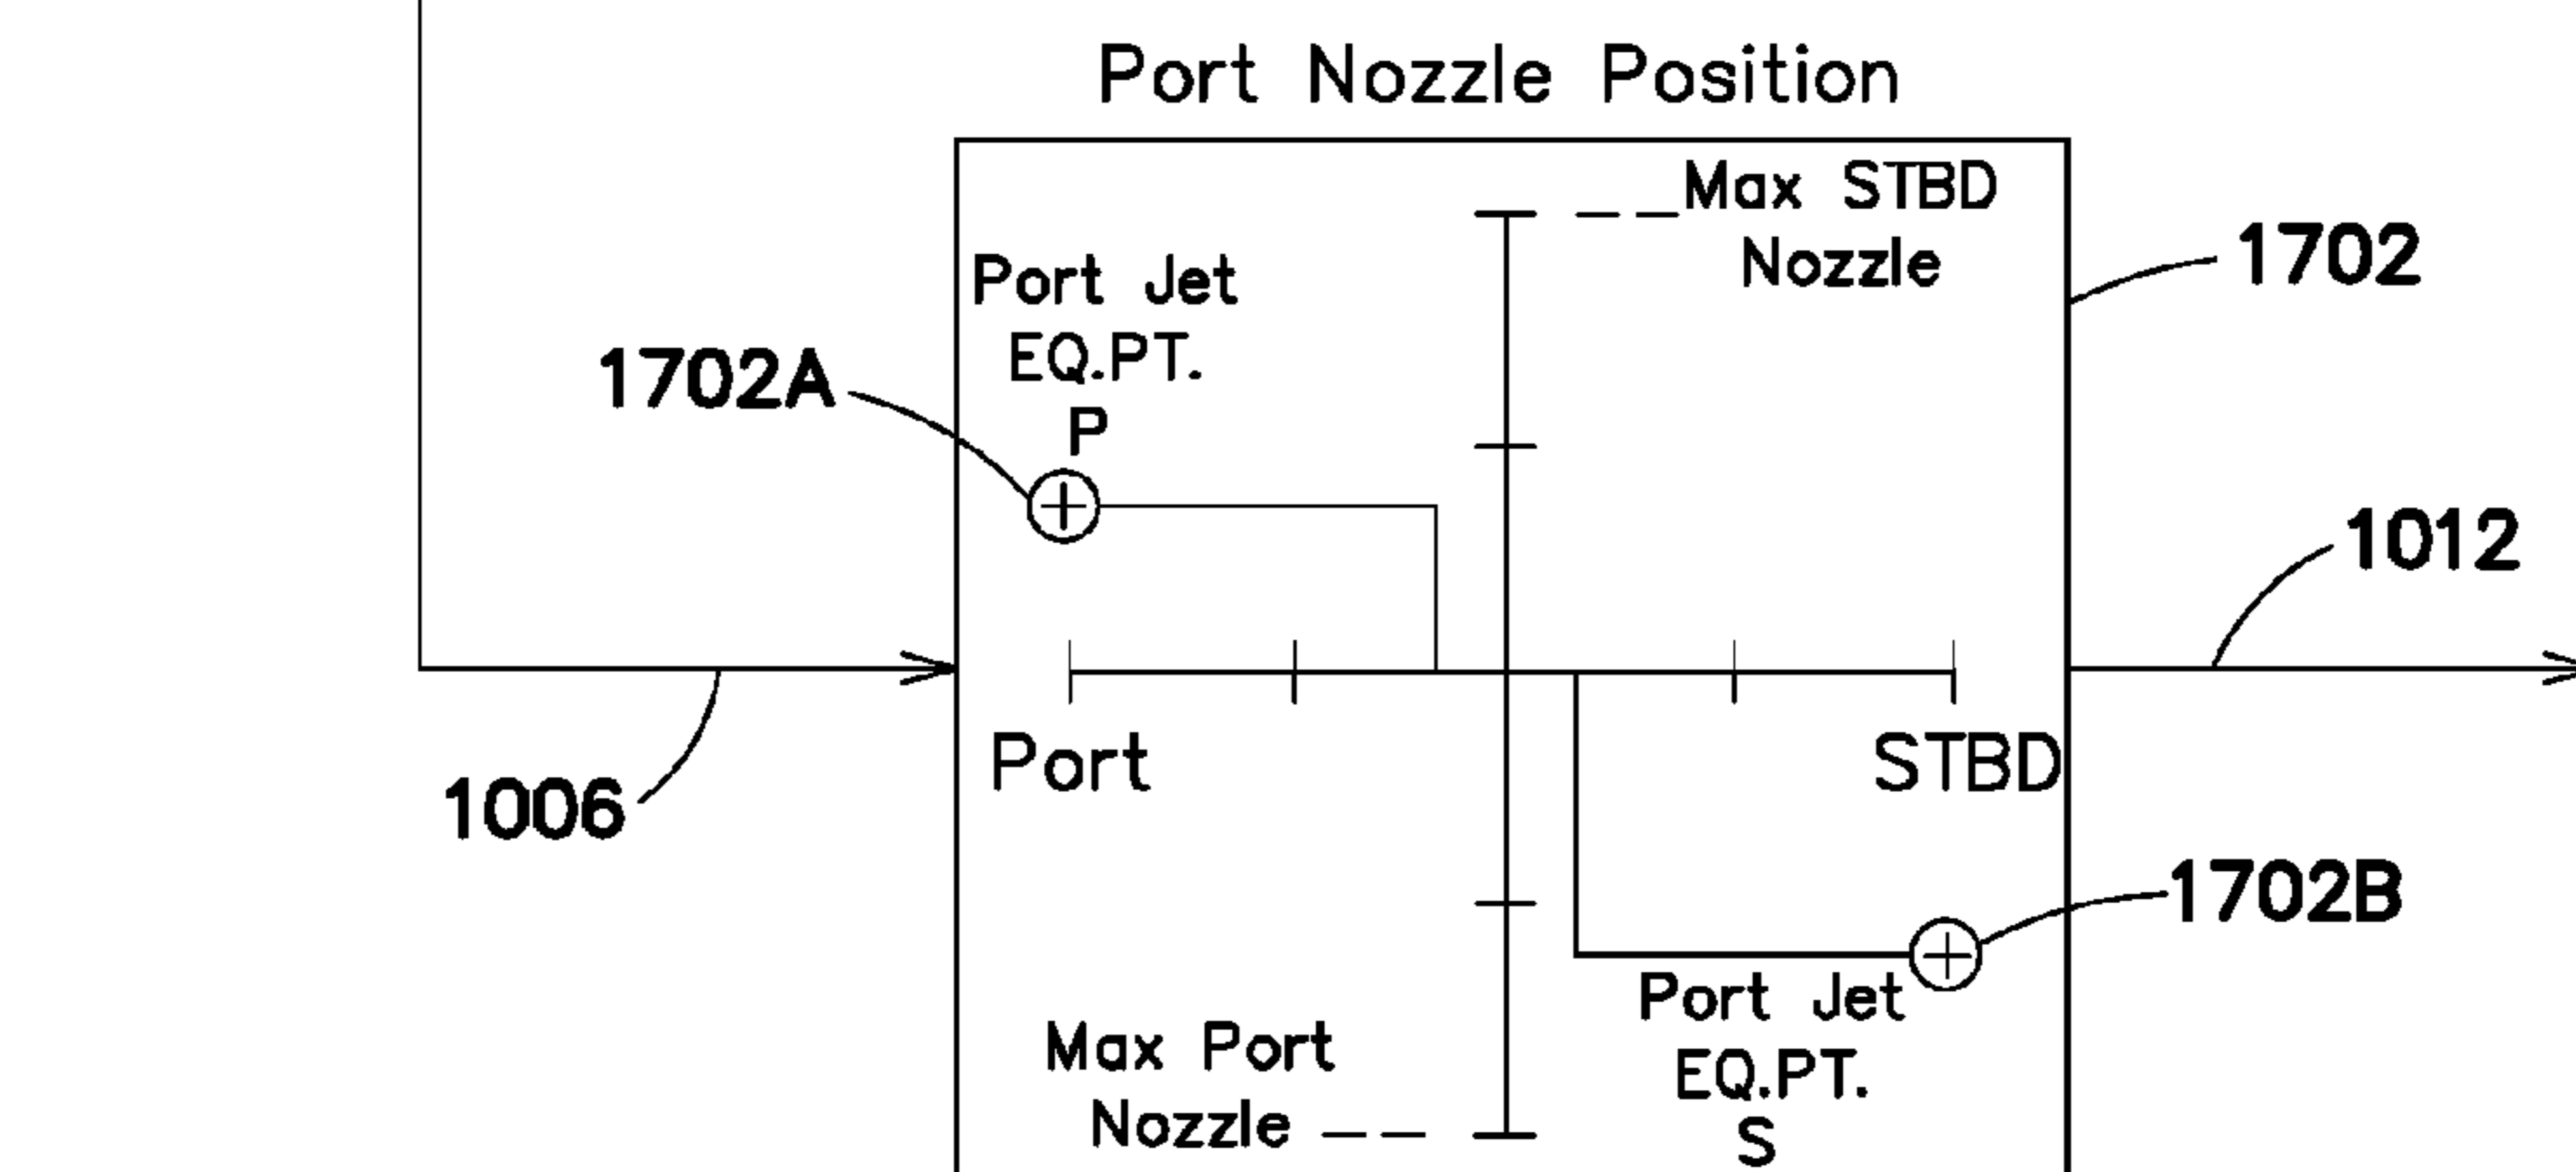 Port Nozzle Position
Max STBD
Nozzle
1702
Port Jet
EQ.PT.
P
1702A
1012
Port
STBD
1006
1702B
Port Jet
EQ.PT.
S
Max Port
Nozzle